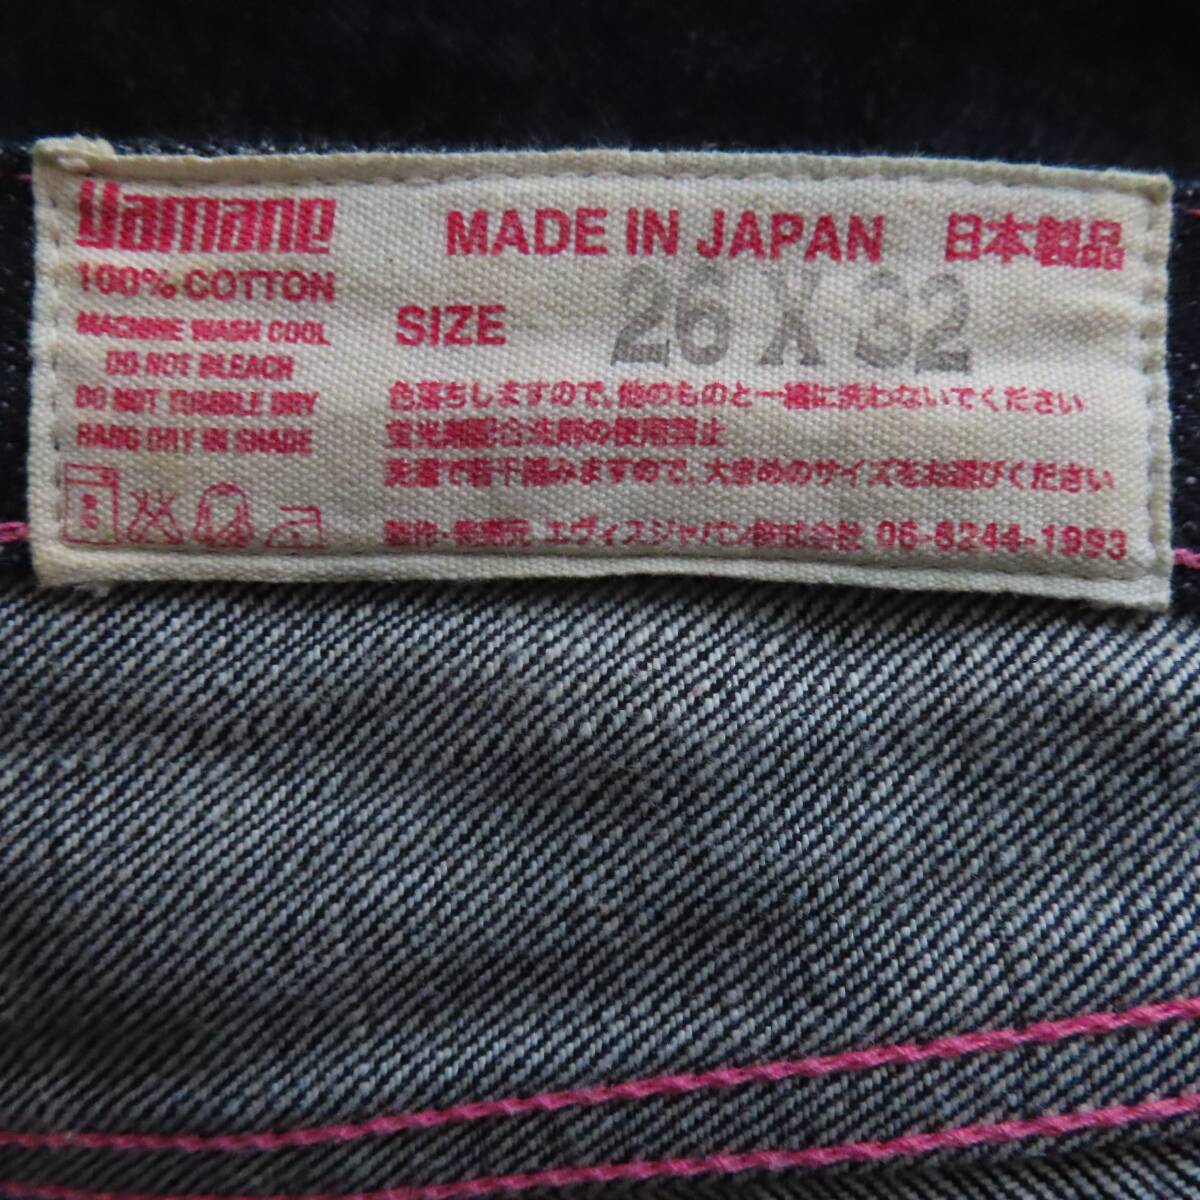 Yamane
100% COTTON
MACHINE WASH COOL
DO NOT BLEACH
DO NOT TUMBLE DRY
HANG DRY IN SHADE
MADE IN JAPAN 日本製品
SIZE 26 X 32
色落ちしますので、他のものと一緒に洗わないでください
蛍光剤配合洗剤の使用禁止
洗濯で若干縮みますので、大きめのサイズをお選びください
製作・発売元 エヴィスジャパン株式会社 06-6244-1993